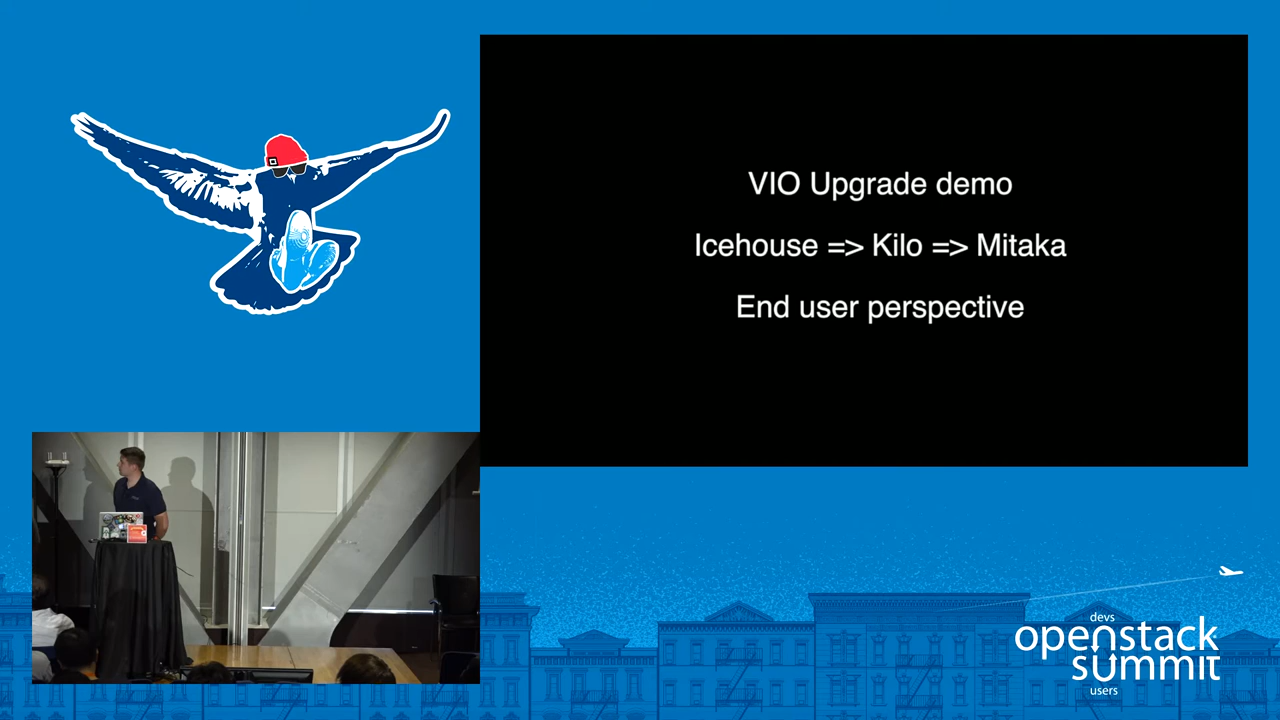 VIO Upgrade demo
Icehouse => Kilo => Mitaka
End user perspective
devs
openstack
summit
users